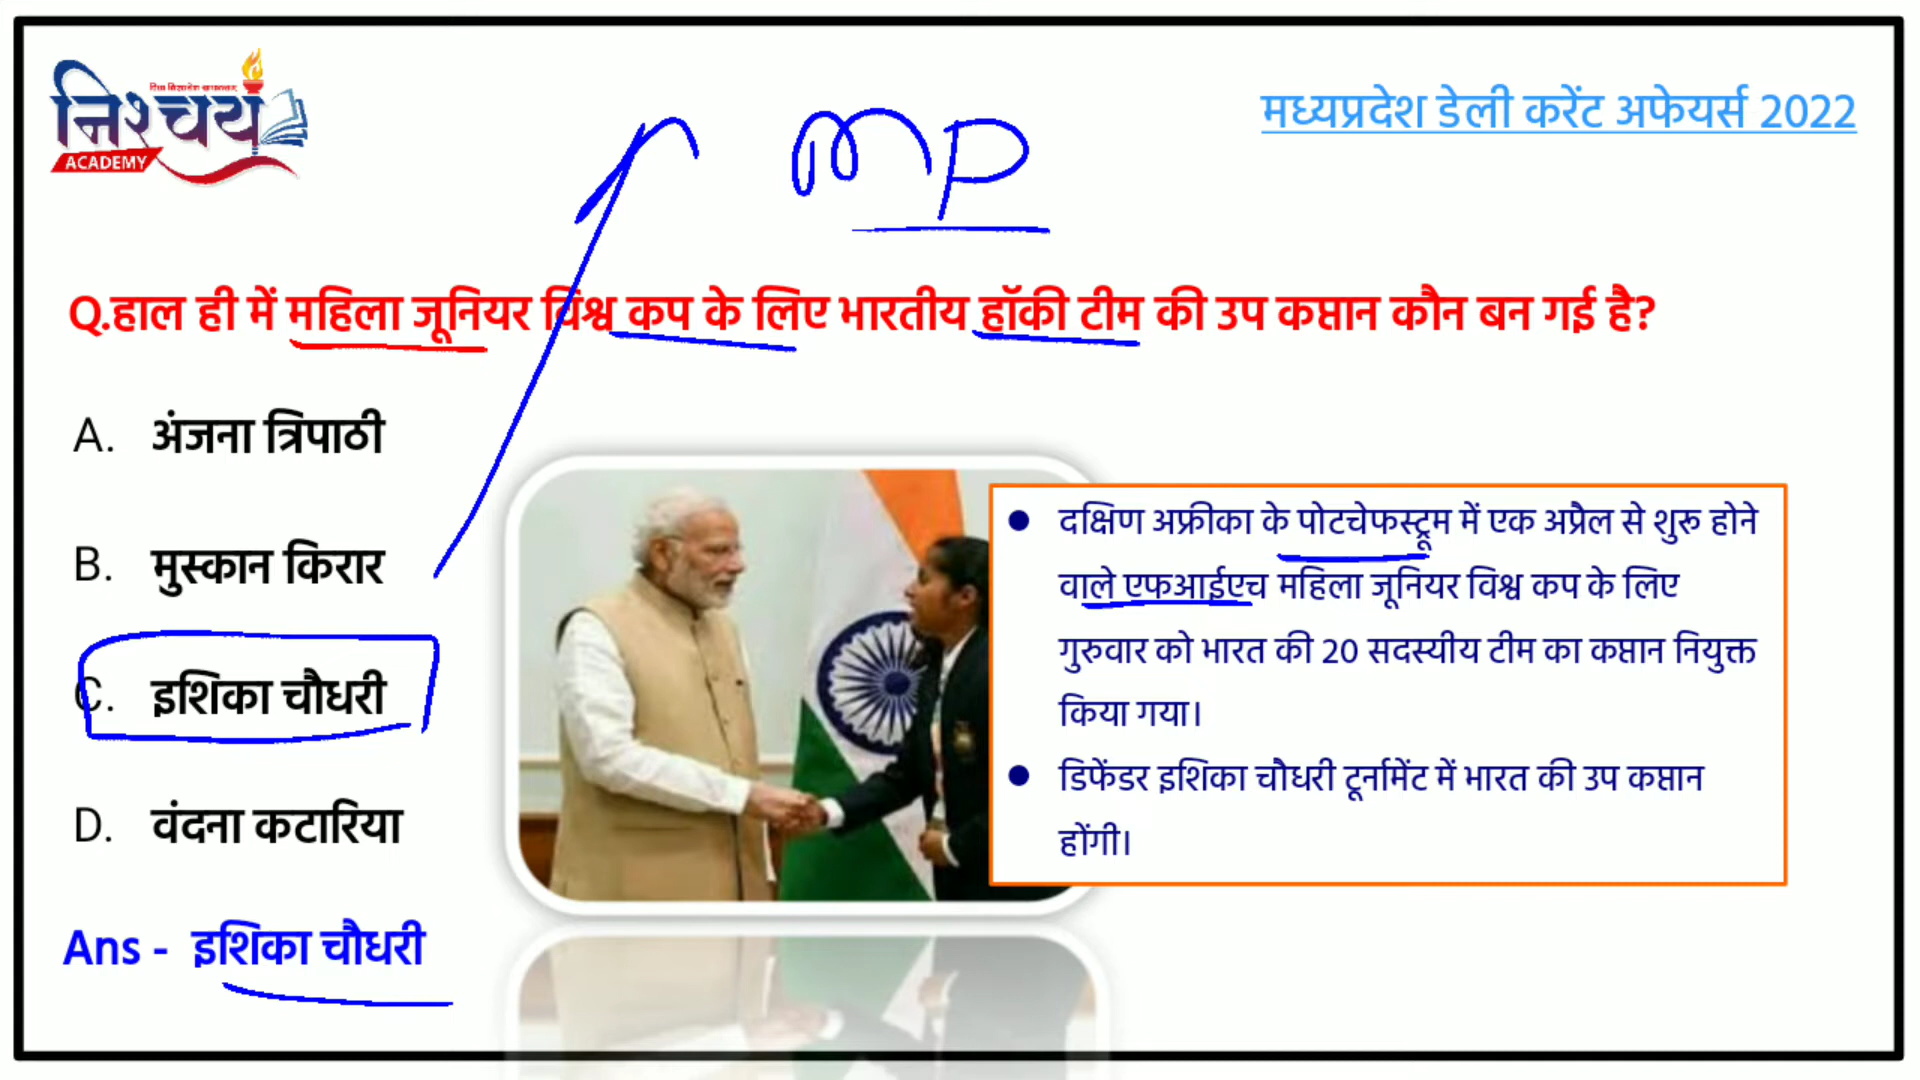 निश्चय
ACADEMY
मध्यप्रदेश डेली करेंट अफेयर्स 2022
MP
Q.हाल ही में महिला जूनियर विश्व कप के लिए भारतीय हॉकी टीम की उप कप्तान कौन बन गई है?
A. अंजना त्रिपाठी
B. मुस्कान किरार
C. इशिका चौधरी
D. वंदना कटारिया
Ans - इशिका चौधरी
● दक्षिण अफ्रीका के पोटचेफस्ट्रूम में एक अप्रैल से शुरू होने
वाले एफआईएच महिला जूनियर विश्व कप के लिए
गुरुवार को भारत की 20 सदस्यीय टीम का कप्तान नियुक्त
किया गया।
● डिफेंडर इशिका चौधरी टूर्नामेंट में भारत की उप कप्तान
होंगी।